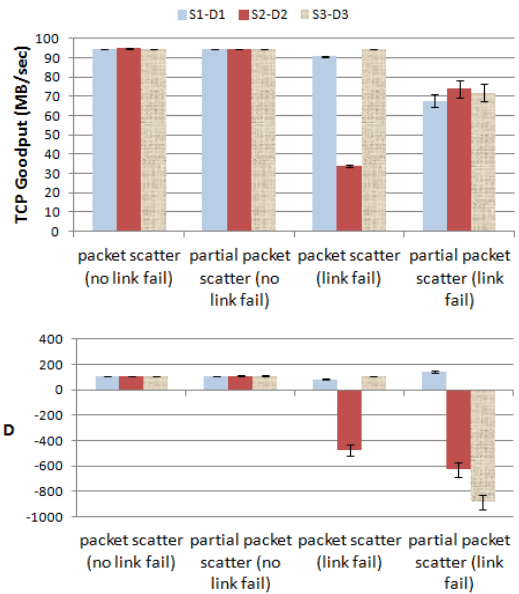 S1-D1 S2-D2 S3-D3
TCP Goodput (MB/sec)
100
90
80
70
60
50
40
30
20
10
0
packet scatter (no link fail)
partial packet scatter (no link fail)
packet scatter (link fail)
partial packet scatter (link fail)
D
400
200
0
-200
-400
-600
-800
-1000
packet scatter (no link fail)
partial packet scatter (no link fail)
packet scatter (link fail)
partial packet scatter (link fail)